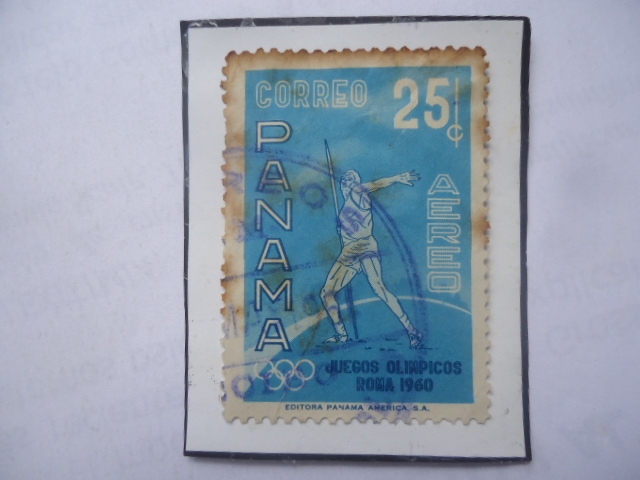 CORREO
25¢
PANAMA
AEREO
JUEGOS OLIMPICOS
ROMA 1960
EDITORA PANAMA AMERICA, S.A.